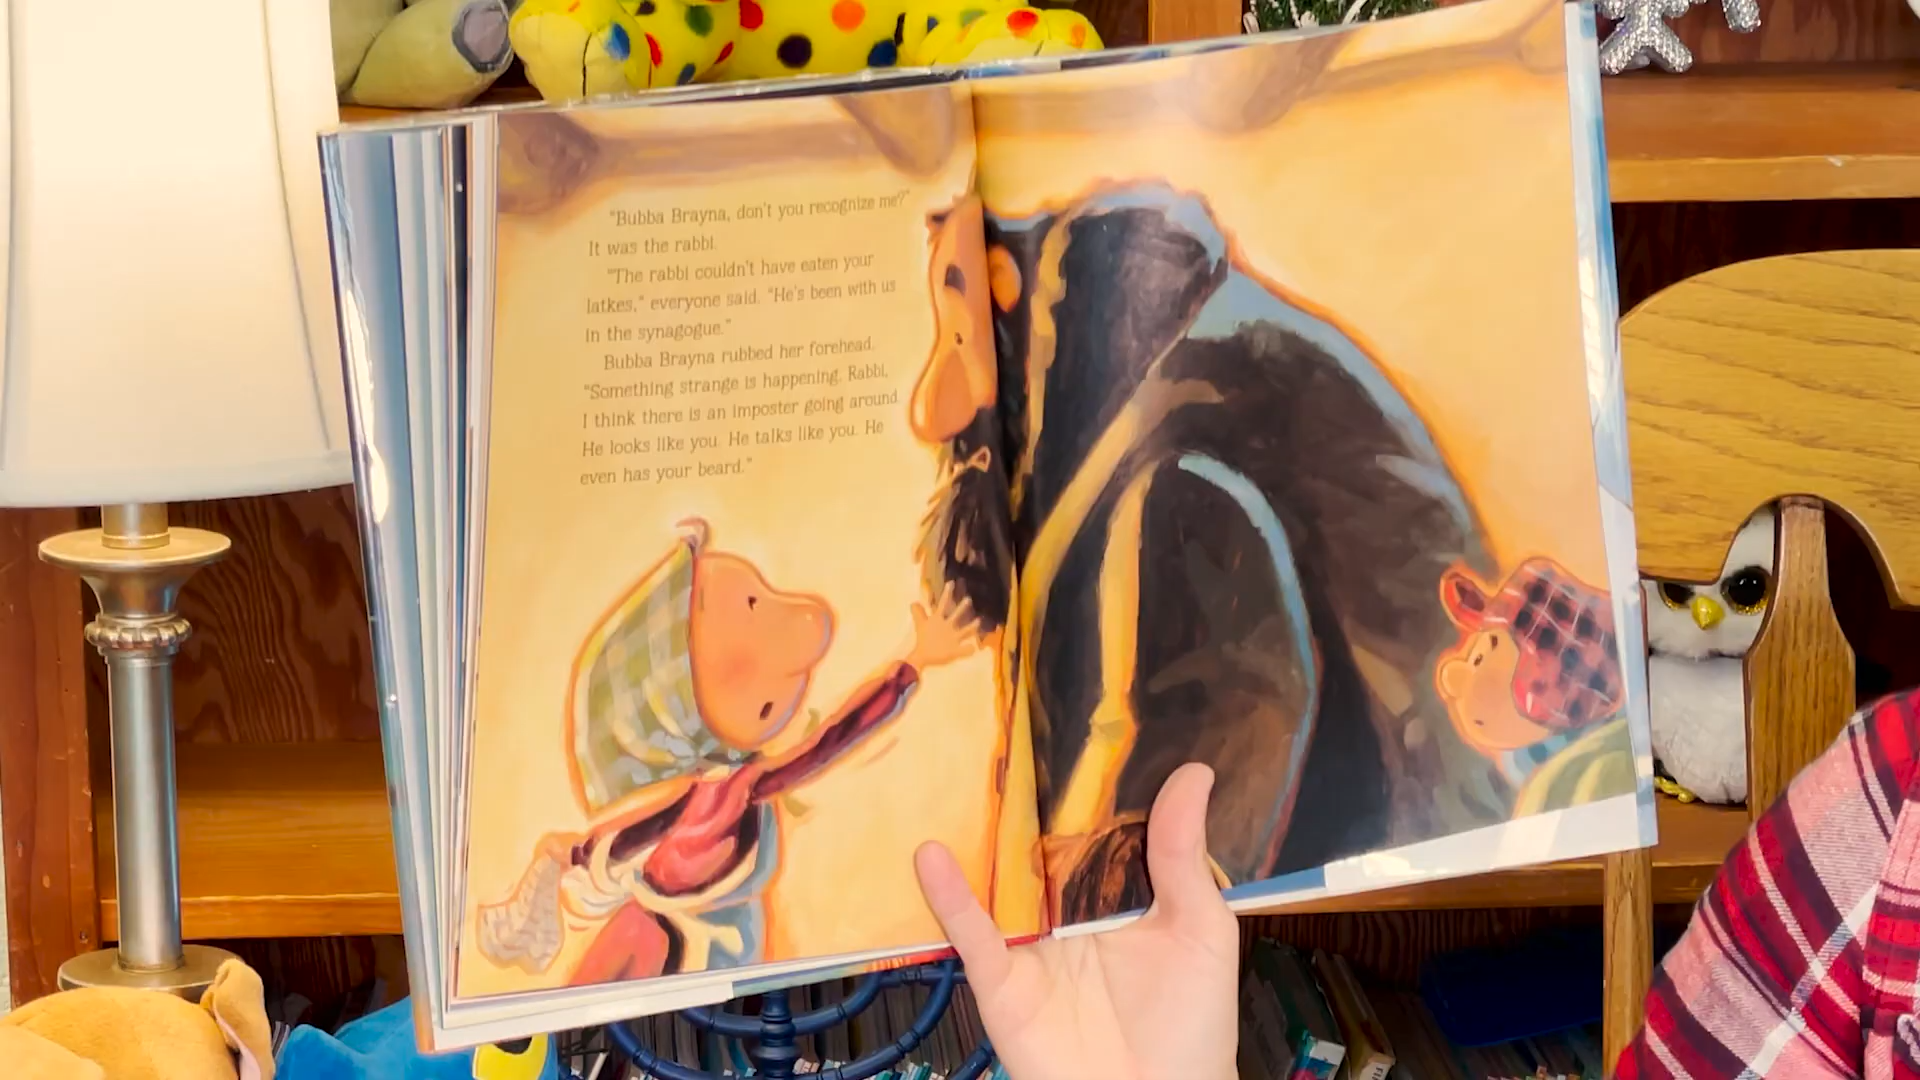 "Bubba Brayna, don't you recognize me?"
It was the rabbi.
"The rabbi couldn't have eaten your
latkes," everyone said. "He's been with us
in the synagogue."
Bubba Brayna rubbed her forehead.
"Something strange is happening, Rabbi,
I think there is an imposter going around.
He looks like you. He talks like you. He
even has your beard."